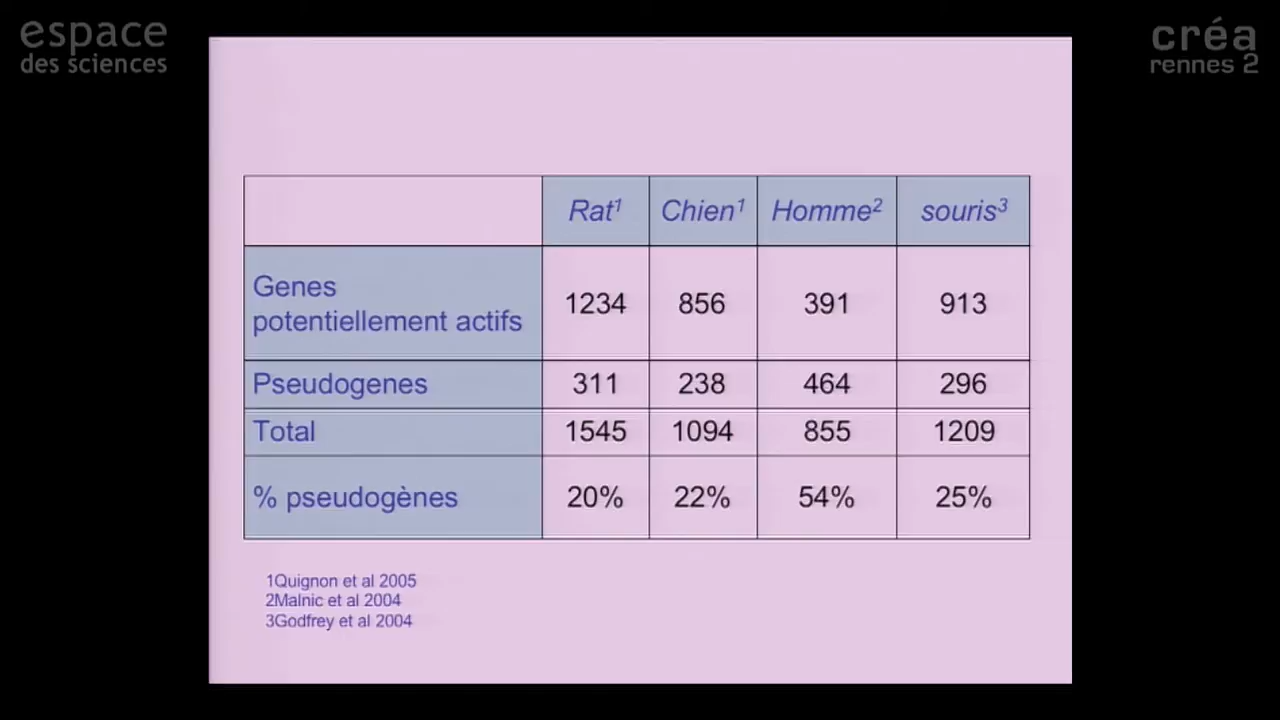 espace
des sciences
créa
rennes 2
Rat¹ Chien¹ Homme² souris³
Genes
potentiellement actifs 1234 856 391 913
Pseudogenes 311 238 464 296
Total 1545 1094 855 1209
% pseudogènes 20% 22% 54% 25%
1Quignon et al 2005
2Malnic et al 2004
3Godfrey et al 2004